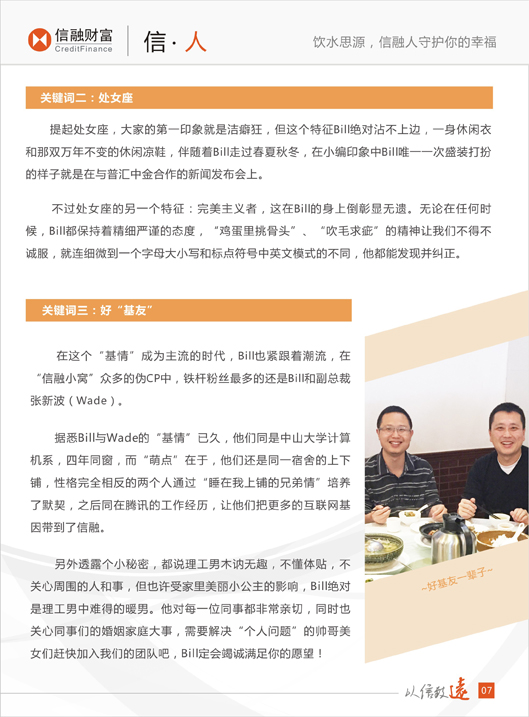 信融财富
CreditFinance
信·人
饮水思源，信融人守护你的幸福
关键词二：处女座
提起处女座，大家的第一印象就是洁癖狂，但这个特征Bill绝对沾不上边，一身休闲衣
和那双万年不变的休闲凉鞋，伴随着Bill走过春夏秋冬，在小编印象中Bill唯一一次盛装打扮
的样子就是在与普汇中金合作的新闻发布会上。
不过处女座的另一个特征：完美主义者，这在Bill的身上倒彰显无遗。无论在任何时
候，Bill都保持着精细严谨的态度，“鸡蛋里挑骨头”、“吹毛求疵”的精神让我们不得不
诚服，就连细微到一个字母大小写和标点符号中英文模式的不同，他都能发现并纠正。
关键词三：好“基友”
在这个“基情”成为主流的时代，Bill也紧跟着潮流，在
“信融小窝”众多的伪CP中，铁杆粉丝最多的还是Bill和副总裁
张新波（Wade）。
据悉Bill与Wade的“基情”已久，他们同是中山大学计算
机系，四年同窗，而“萌点”在于，他们还是同一宿舍的上下
铺，性格完全相反的两个人通过“睡在我上铺的兄弟情”培养
了默契，之后同在腾讯的工作经历，让他们把更多的互联网基
因带到了信融。
另外透露个小秘密，都说理工男木讷无趣，不懂体贴，不
关心周围的人和事，但也许受家里美丽小公主的影响，Bill绝对
是理工男中难得的暖男。他对每一位同事都非常亲切，同时也
关心同事们的婚姻家庭大事，需要解决“个人问题”的帅哥美
女们赶快加入我们的团队吧，Bill定会竭诚满足你的愿望！
~好基友一辈子~
以信致遠
07